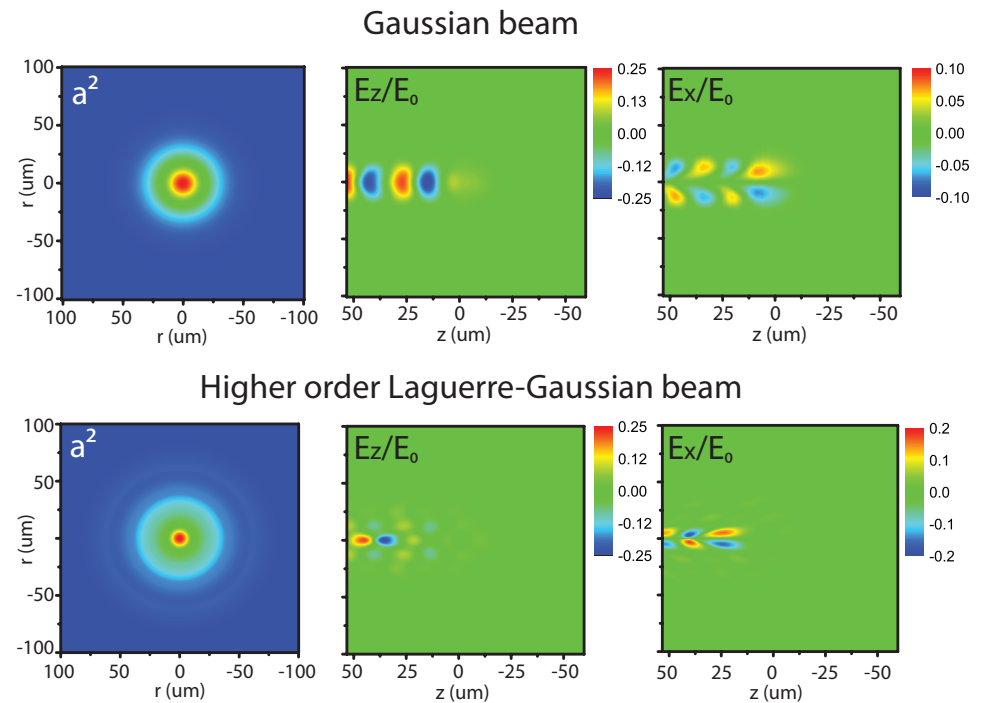 Gaussian beam
a²
100
50
0
-50
-100
r (um)
100 50 0 -50 -100
r (um)
Ez/E₀
50 25 0 -25 -50
z (um)
0.25
0.13
0.00
-0.12
-0.25
Ex/E₀
50 25 0 -25 -50
z (um)
0.10
0.05
0.00
-0.05
-0.10
Higher order Laguerre-Gaussian beam
a²
100
50
0
-50
-100
r (um)
100 50 0 -50 -100
r (um)
Ez/E₀
50 25 0 -25 -50
z (um)
0.25
0.12
0.00
-0.12
-0.25
Ex/E₀
50 25 0 -25 -50
z (um)
0.2
0.1
0.0
-0.1
-0.2